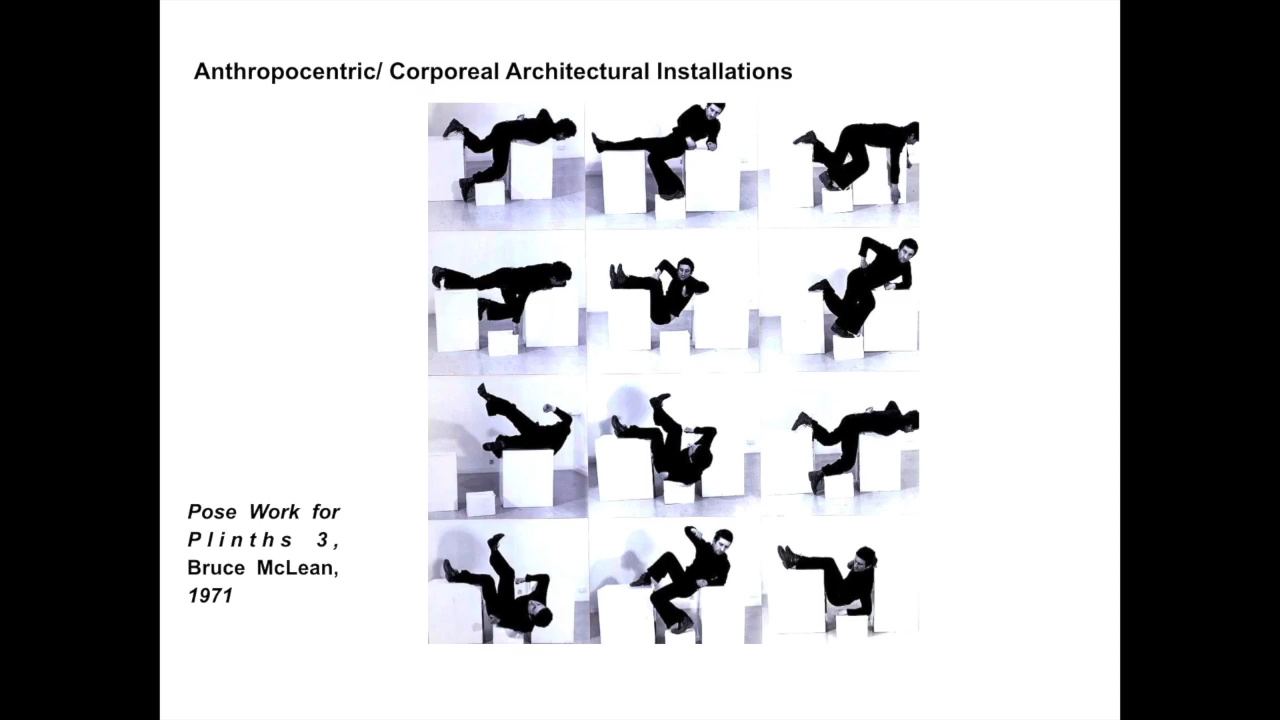 Anthropocentric/ Corporeal Architectural Installations
Pose Work for
Plinths 3,
Bruce McLean,
1971